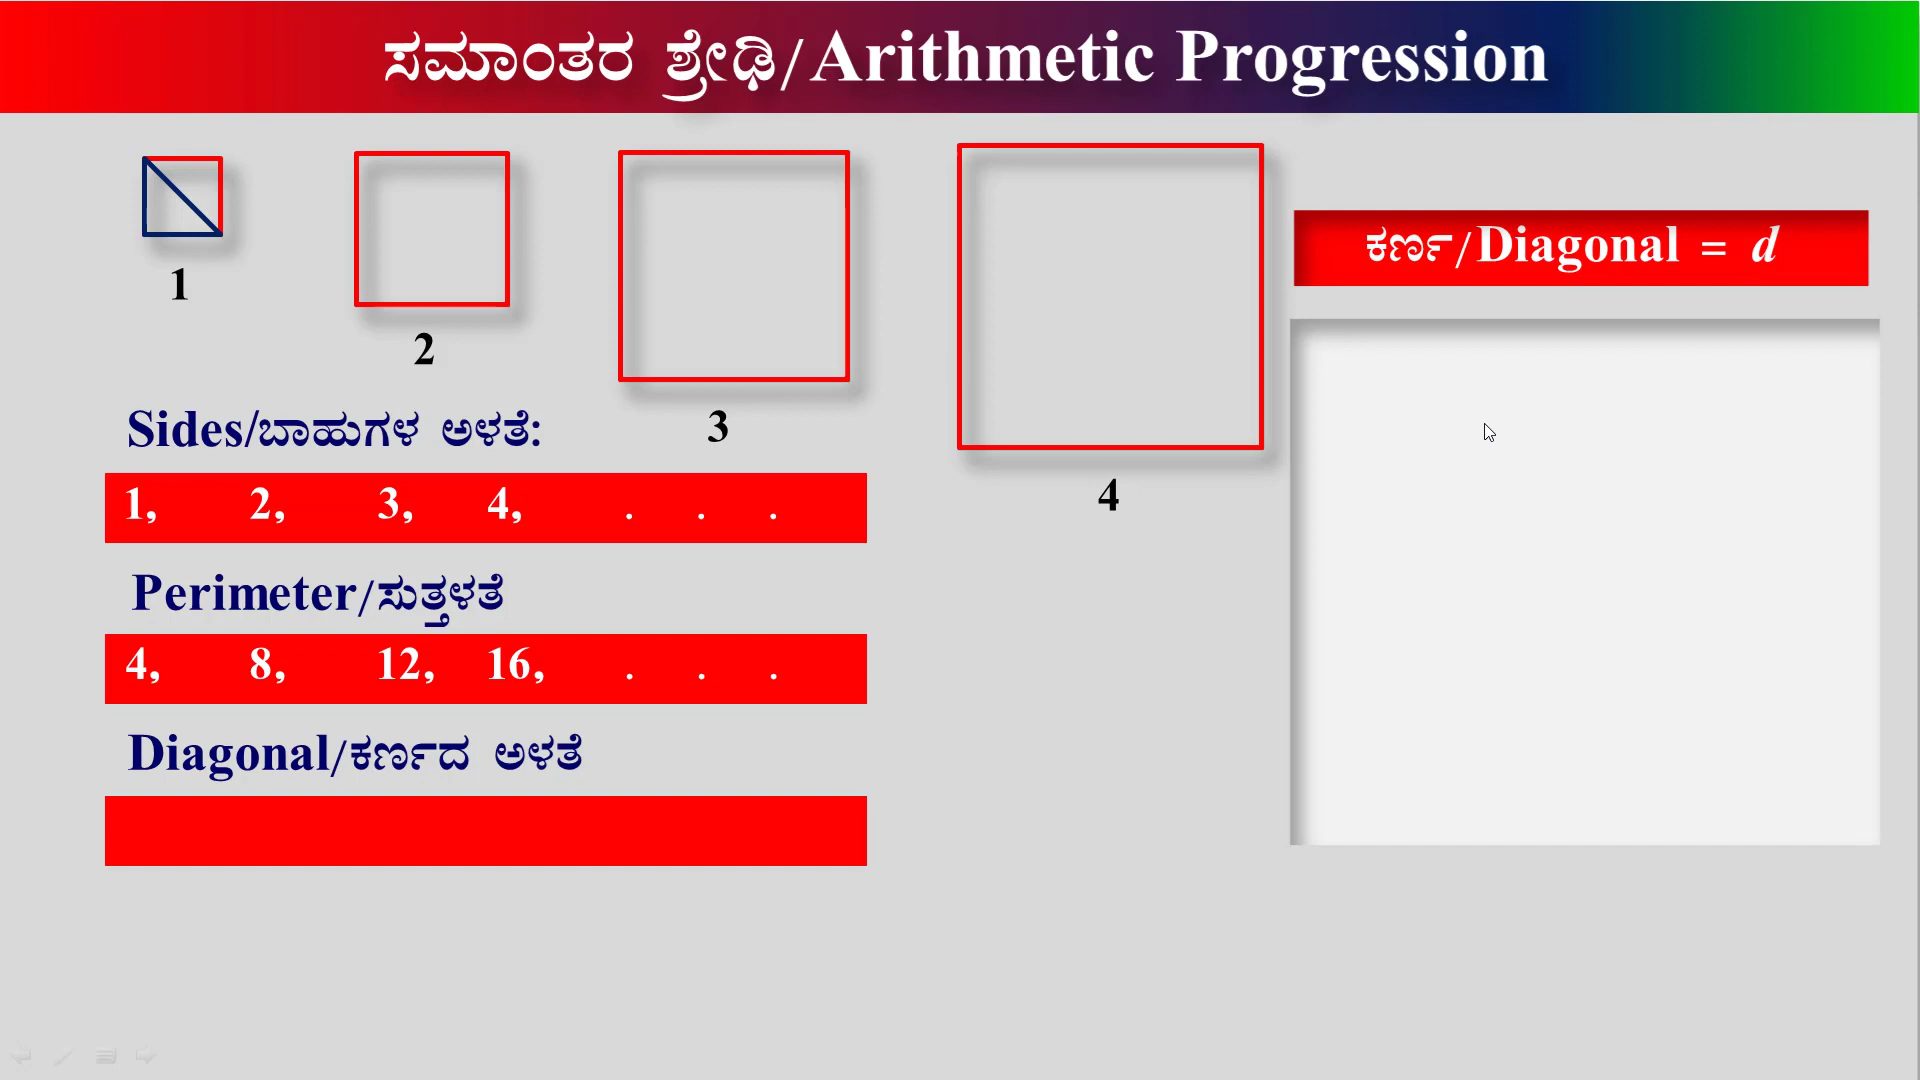 ಸಮಾಂತರ ಶ್ರೇಢಿ/Arithmetic Progression
1
2
3
4
ಕರ್ಣ/Diagonal = d
Sides/ಬಾಹುಗಳ ಅಳತೆ:
1, 2, 3, 4, . . .
Perimeter/ಸುತ್ತಳತೆ
4, 8, 12, 16, . . .
Diagonal/ಕರ್ಣದ ಅಳತೆ